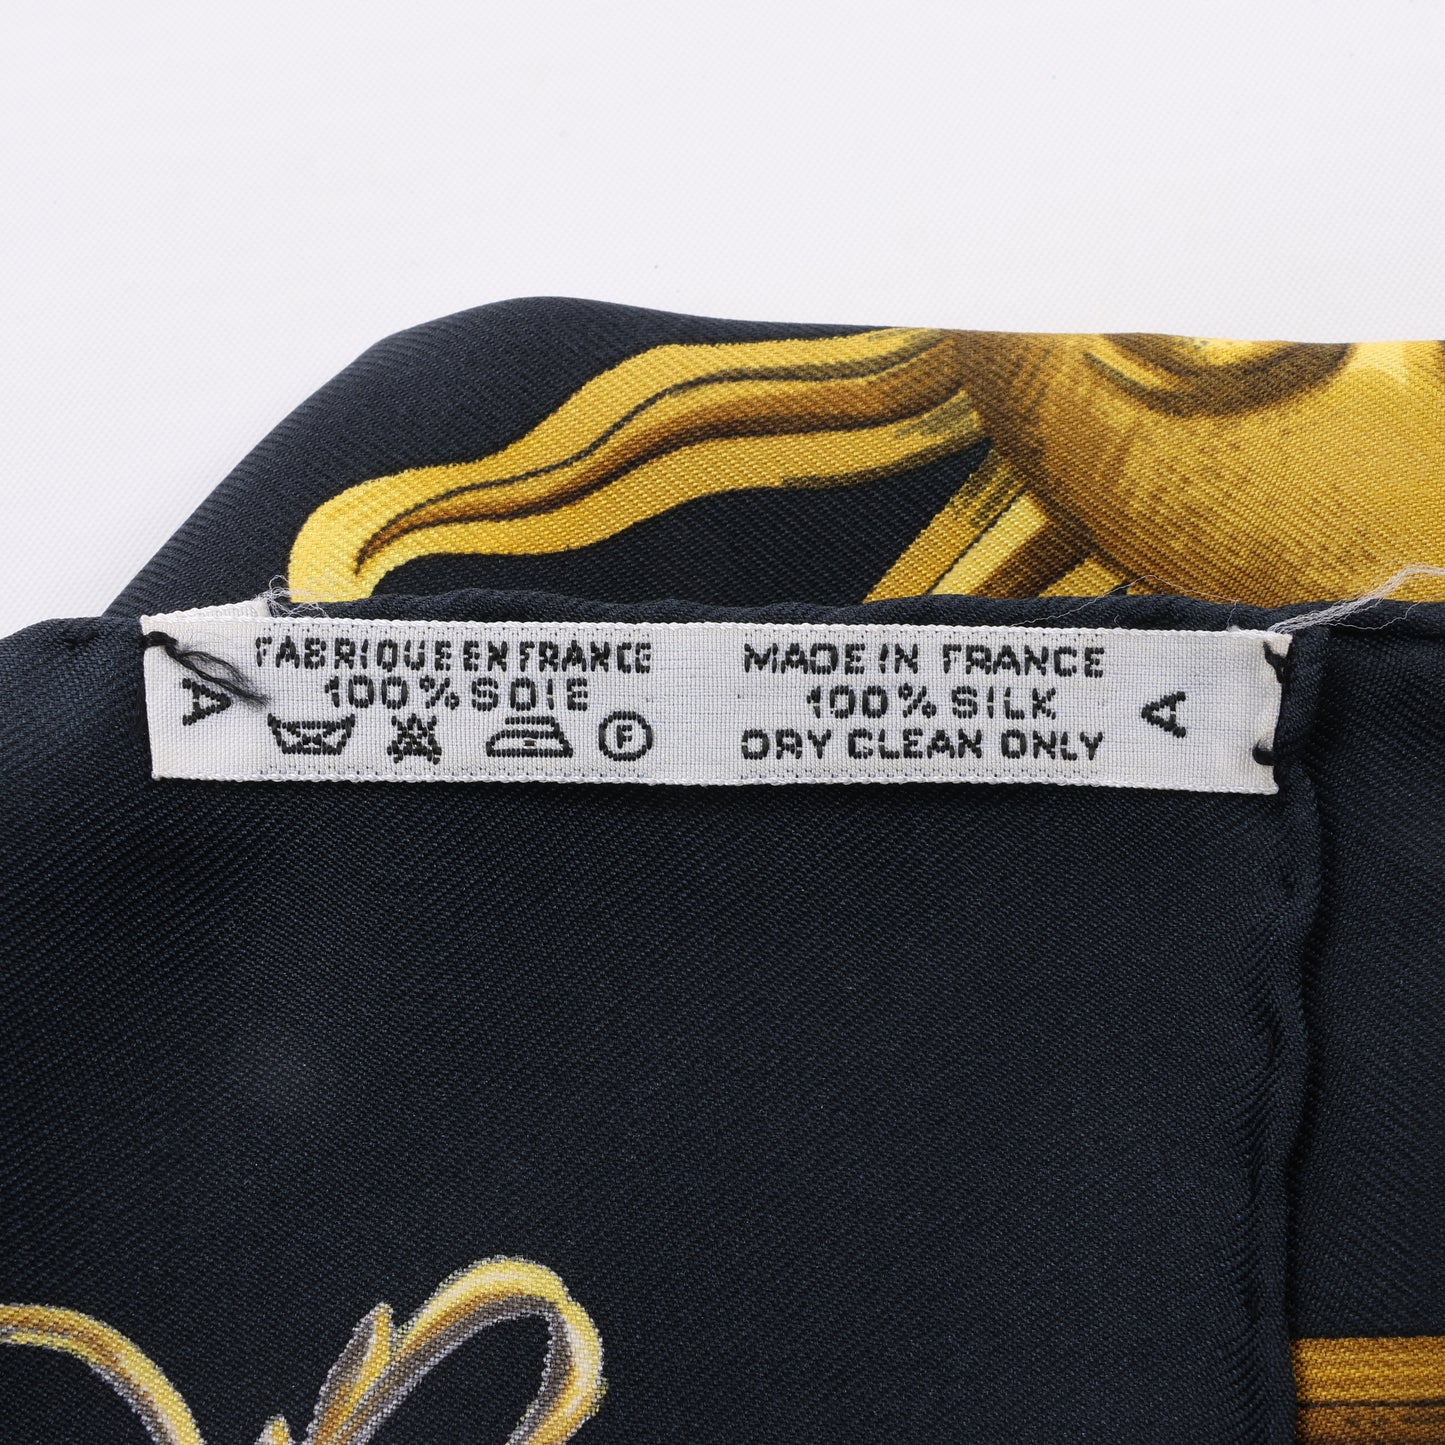 FABRIQUE EN FRANCE
100% SOIE
A
F
MADE IN FRANCE
100% SILK
DRY CLEAN ONLY
A